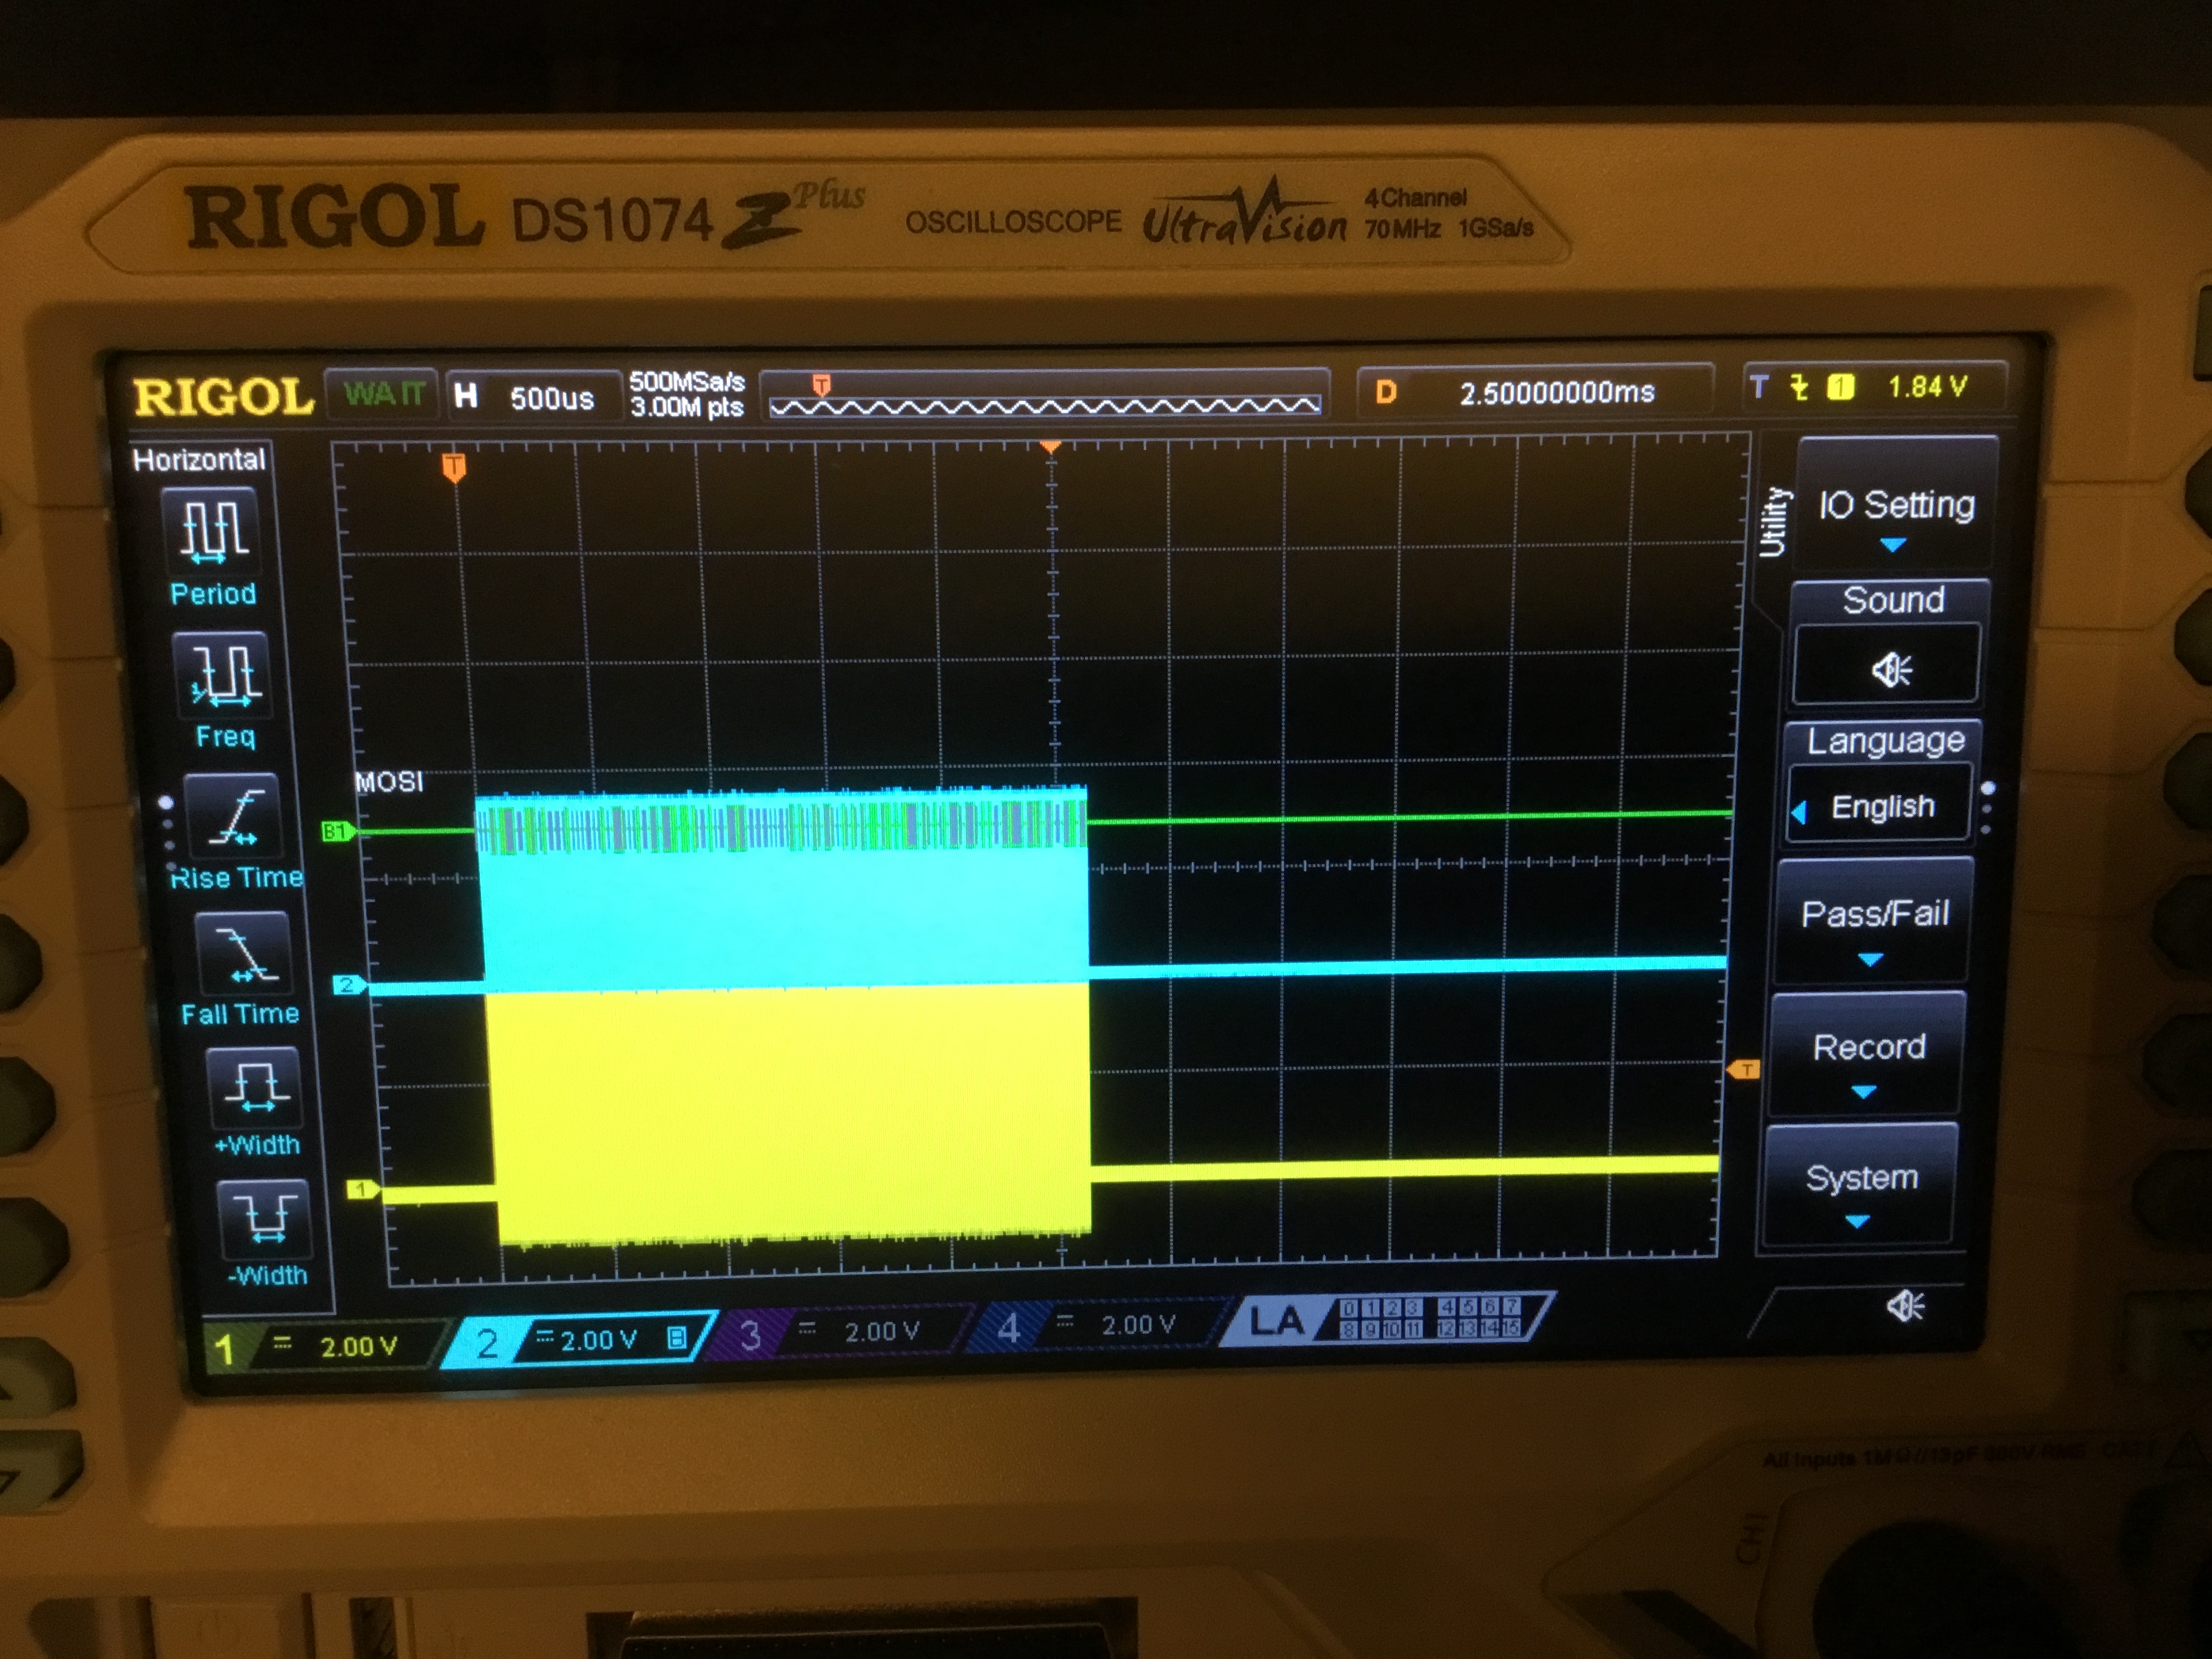 RIGOL DS1074Z Plus OSCILLOSCOPE UltraVision 4 Channel
70MHz 1GSa/s
RIGOL WAIT H 500us 500MSa/s D 2.50000000ms T 1 1.84 V
3.00M pts
Horizontal
T
Period
Freq
Rise Time
Fall Time
+Width
-Width
MOSI
B1
2
1
T
Utility
IO Setting
Sound
Language
English
Pass/Fail
Record
System
1 2.00 V 2 2.00 V B 3 2.00 V 4 2.00 V LA 0 1 2 3 4 5 6 7
8 9 10 11 12 13 14 15
All Inputs 1MΩ//13pF 300V RMS
CH1